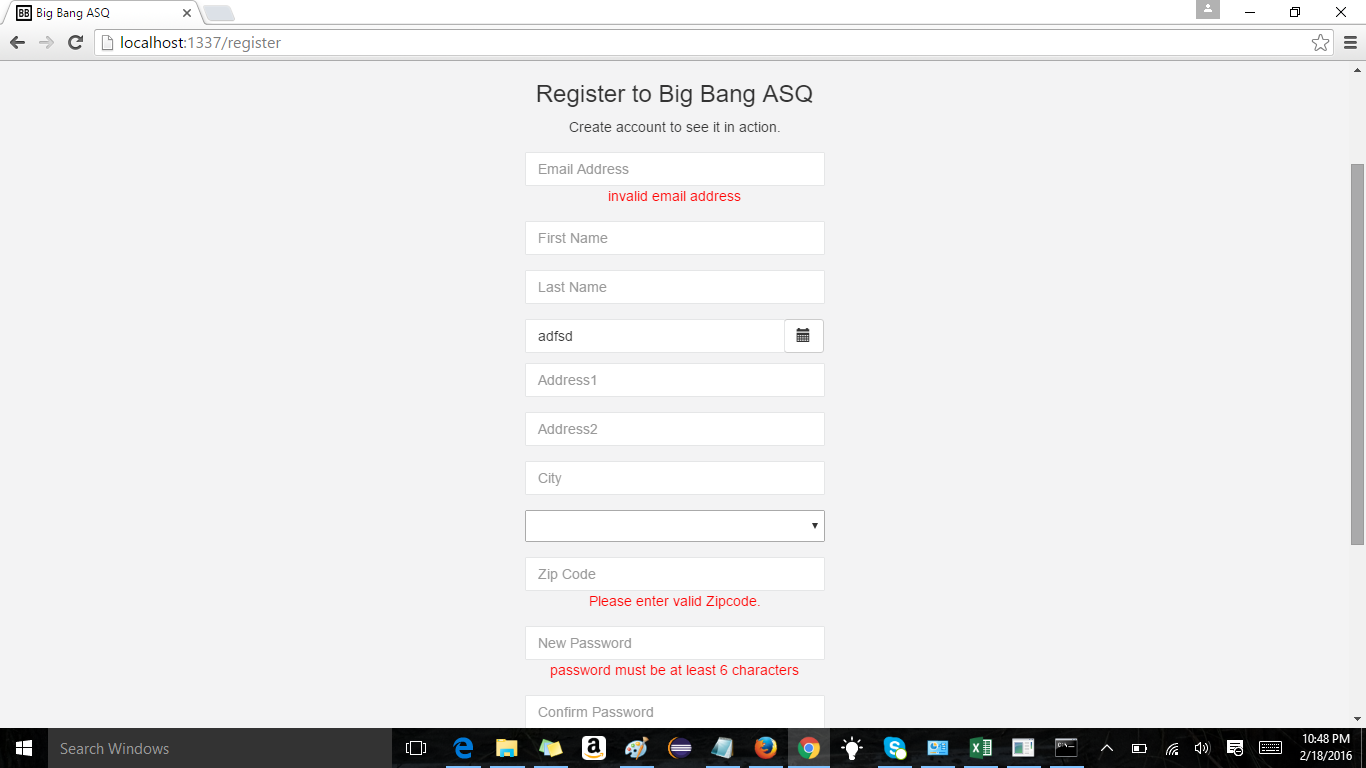 BB Big Bang ASQ
localhost:1337/register
Register to Big Bang ASQ
Create account to see it in action.
Email Address
invalid email address
First Name
Last Name
adfsd
Address1
Address2
City
Zip Code
Please enter valid Zipcode.
New Password
password must be at least 6 characters
Confirm Password
Search Windows
10:48 PM
2/18/2016